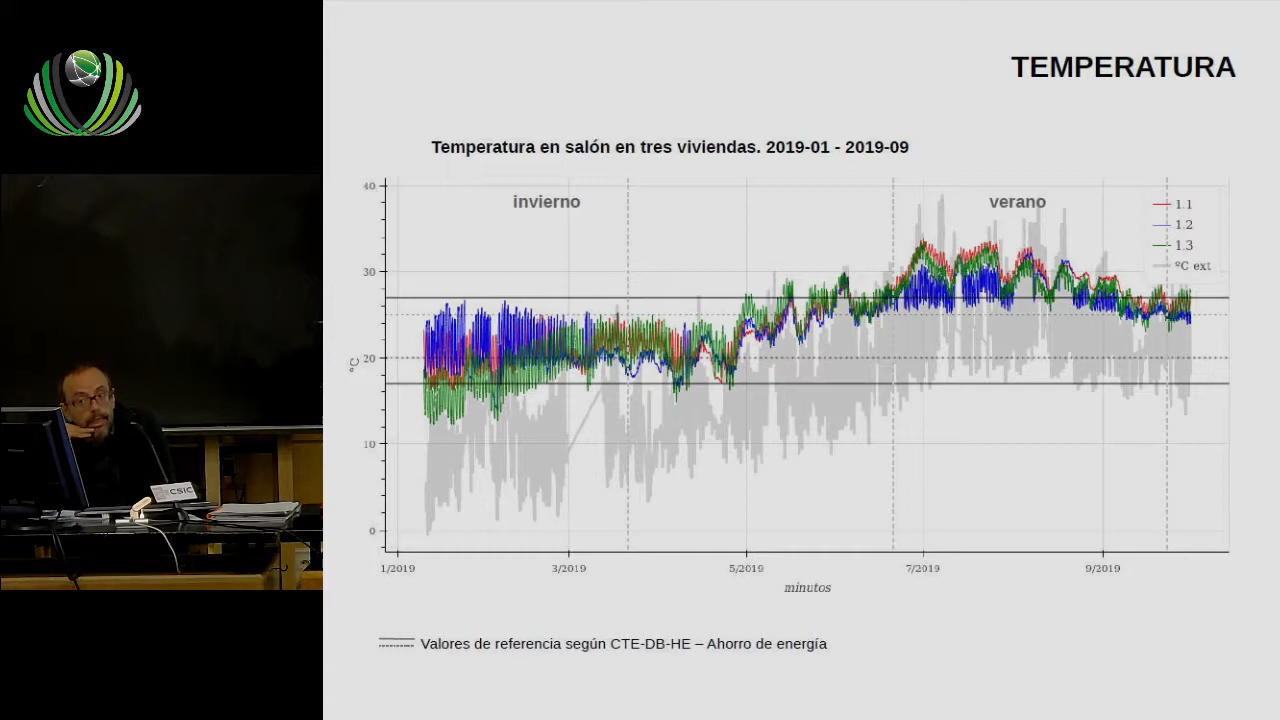 TEMPERATURA
Temperatura en salón en tres viviendas. 2019-01 - 2019-09
invierno
verano
1.1
1.2
1.3
ºC ext
40
30
20
10
0
°C
1/2019
3/2019
5/2019
7/2019
9/2019
minutos
Valores de referencia según CTE-DB-HE – Ahorro de energía
CSIC